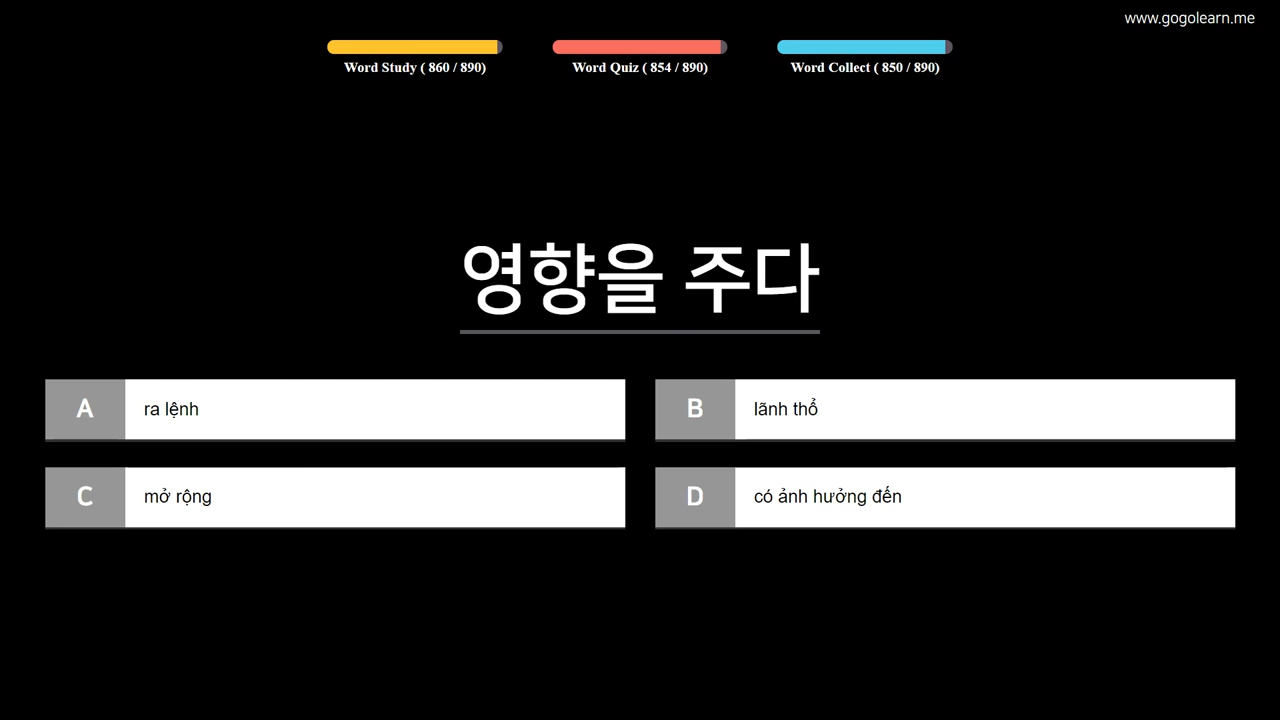 www.gogolearn.me
Word Study ( 860 / 890)
Word Quiz ( 854 / 890)
Word Collect ( 850 / 890)
영향을 주다
A ra lệnh
B lãnh thổ
C mở rộng
D có ảnh hưởng đến